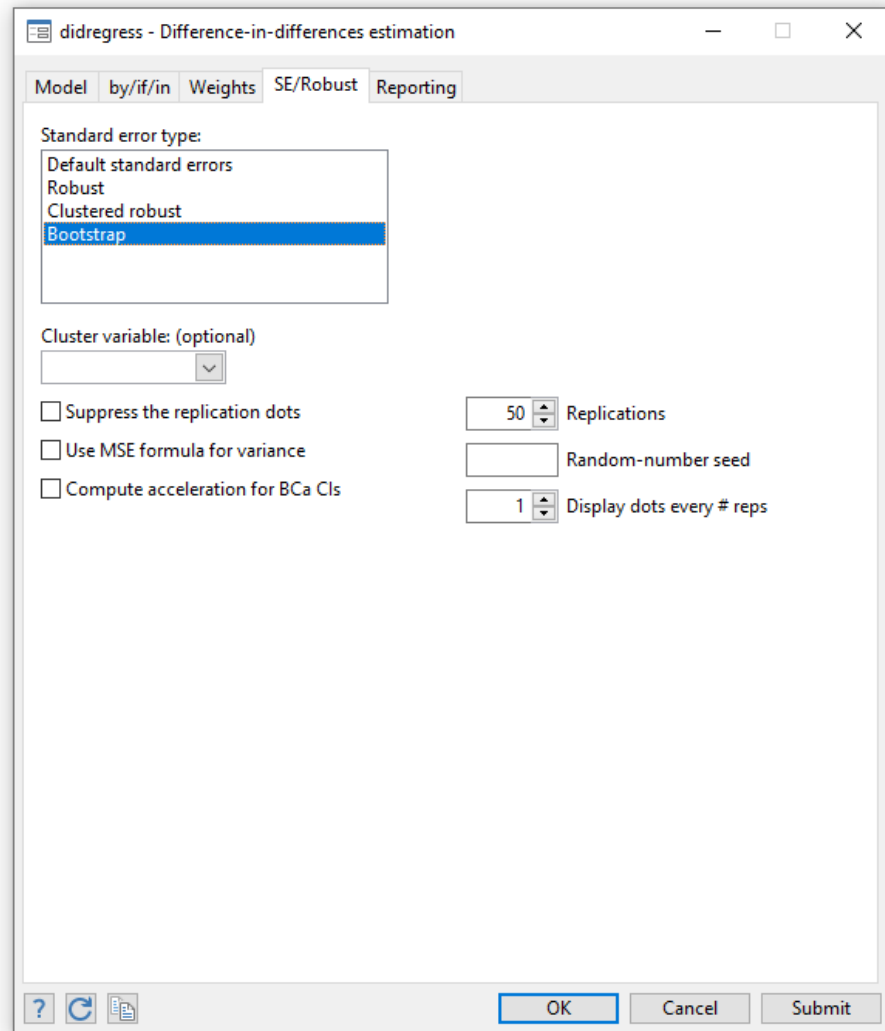 didregress - Difference-in-differences estimation
Model by/if/in Weights SE/Robust Reporting
Standard error type:
Default standard errors
Robust
Clustered robust
Bootstrap
Cluster variable: (optional)
Suppress the replication dots 50 Replications
Use MSE formula for variance Random-number seed
Compute acceleration for BCa CIs 1 Display dots every # reps
? OK Cancel Submit